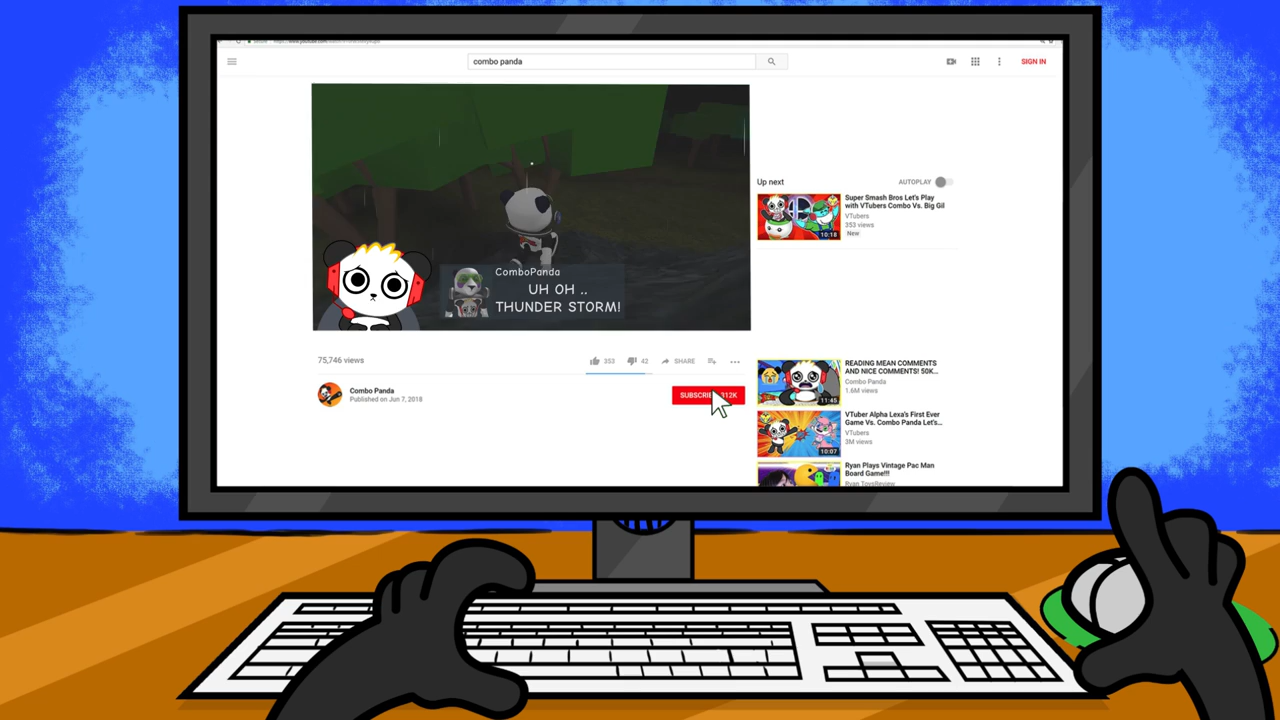 combo panda
SIGN IN
ComboPanda
UH OH ..
THUNDER STORM!
75,746 views
353
42
SHARE
Combo Panda
Published on Jun 7, 2018
312K
Up next
AUTOPLAY
Super Smash Bros Let's Play
with VTubers Combo Vs. Big Gil
VTubers
353 views
New
10:18
READING MEAN COMMENTS
AND NICE COMMENTS! 50K...
Combo Panda
1.6M views
11:45
VTuber Alpha Lexa's First Ever
Game Vs. Combo Panda Let's...
VTubers
3M views
10:07
Ryan Plays Vintage Pac Man
Board Game!!!
Ryan ToysReview